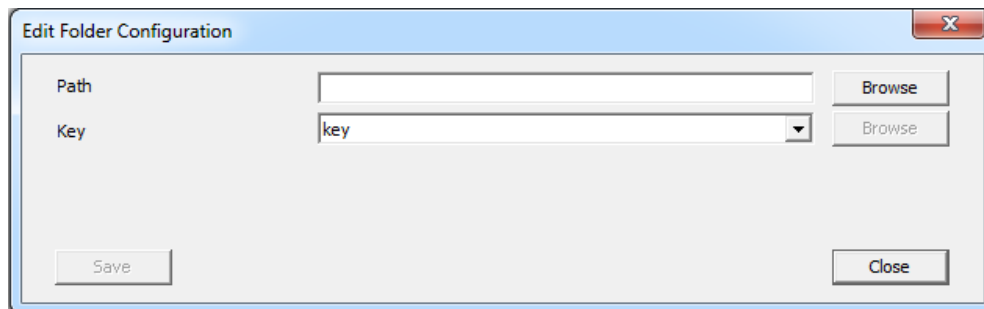 Edit Folder Configuration
Path Browse
Key key Browse
Save Close